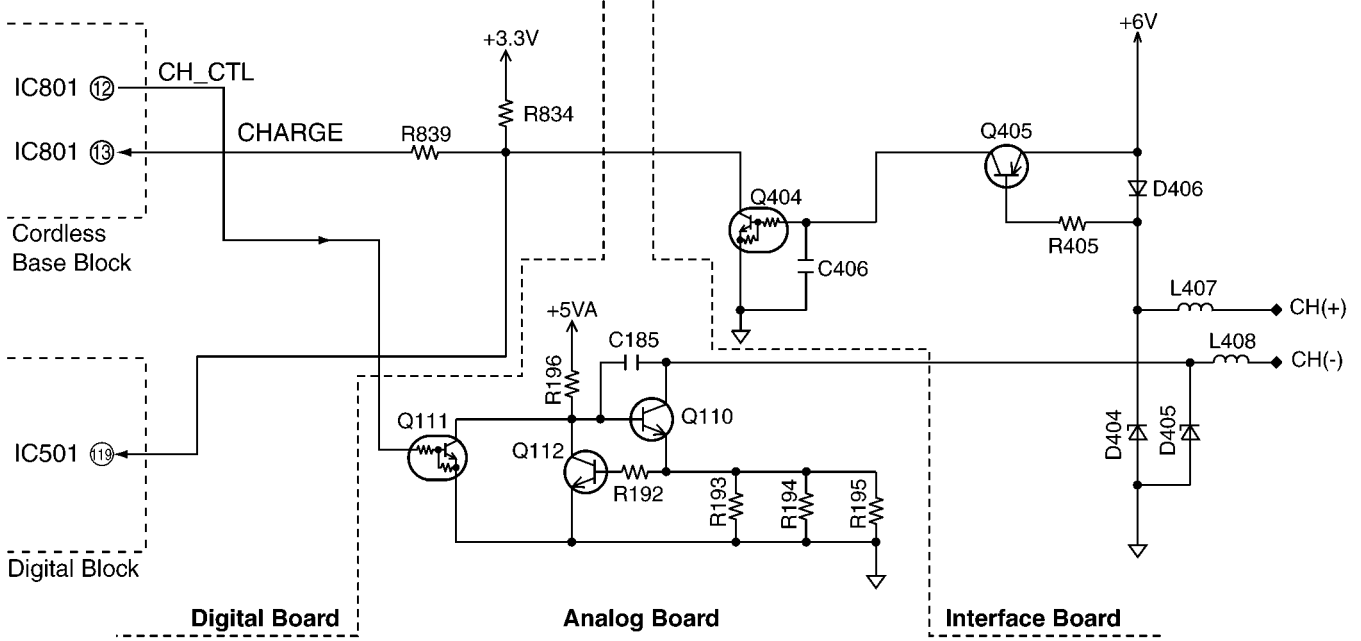 +6V
+3.3V
IC801 12 CH_CTL
R834
IC801 13 CHARGE R839
Q405
D406
Q404
R405
Cordless
Base Block
C406
L407
CH(+)
+5VA
C185
L408
CH(-)
R196
Q111
Q110
D404
D405
IC501 119
Q112
R192
R193
R194
R195
Digital Block
Digital Board
Analog Board
Interface Board